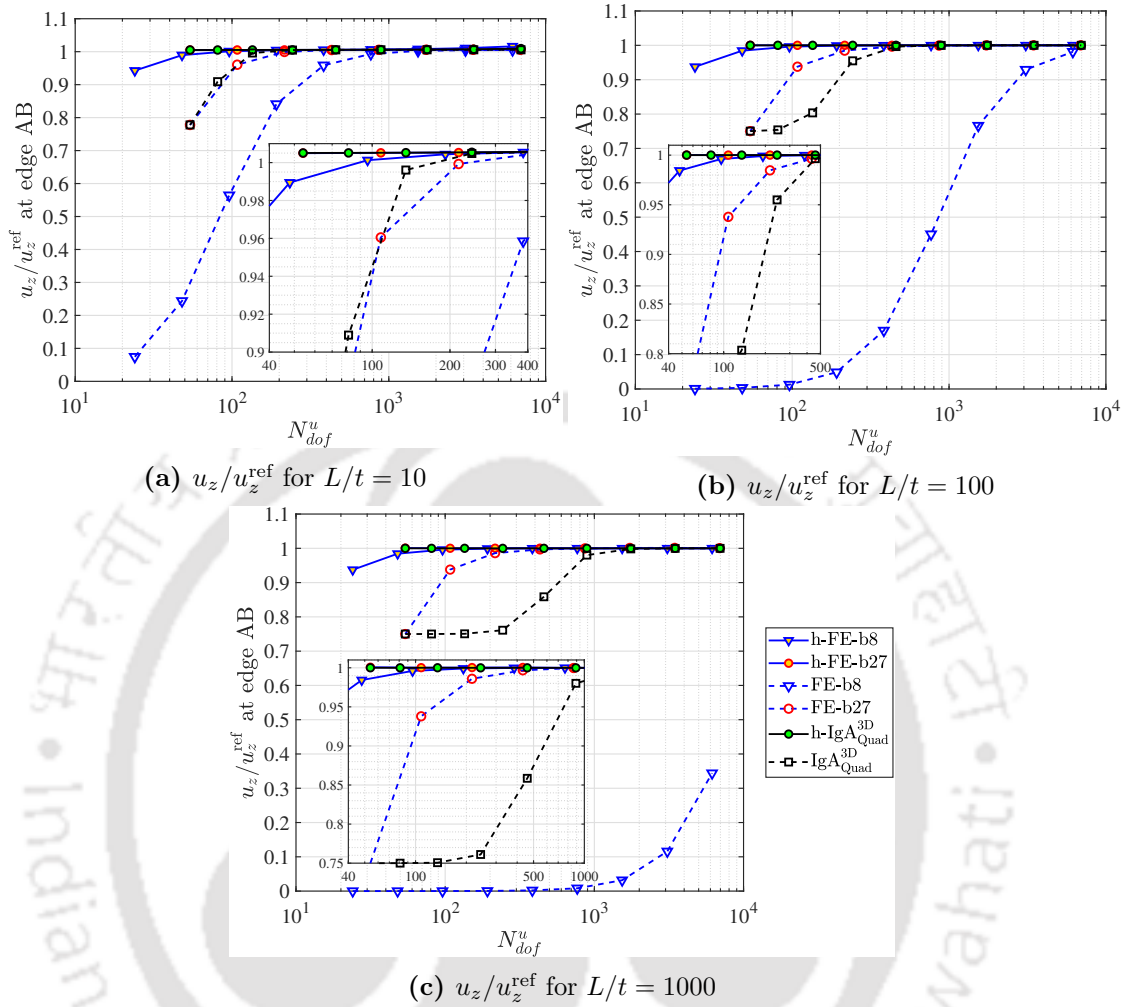 1.1
1
0.9
0.8
0.7
0.6
0.5
0.4
0.3
0.2
0.1
0
u_z/u_z^ref at edge AB
1
0.98
0.96
0.94
0.92
0.9
40 100 200 300 400
10^1 10^2 10^3 10^4
N_dof^u
(a) u_z/u_z^ref for L/t = 10
1.1
1
0.9
0.8
0.7
0.6
0.5
0.4
0.3
0.2
0.1
0
u_z/u_z^ref at edge AB
1
0.95
0.9
0.85
0.8
40 100 500
10^1 10^2 10^3 10^4
N_dof^u
(b) u_z/u_z^ref for L/t = 100
1.1
1
0.9
0.8
0.7
0.6
0.5
0.4
0.3
0.2
0.1
0
u_z/u_z^ref at edge AB
1
0.95
0.9
0.85
0.8
0.75
40 100 500 1000
10^1 10^2 10^3 10^4
N_dof^u
h-FE-b8
h-FE-b27
FE-b8
FE-b27
h-IgA_Quad^3D
IgA_Quad^3D
(c) u_z/u_z^ref for L/t = 1000
Indian
wahati